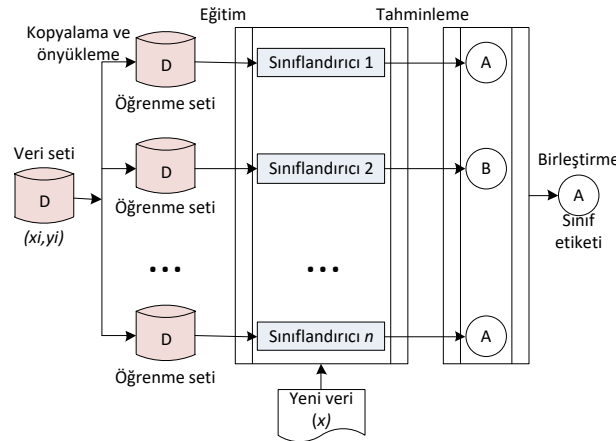 Kopyalama ve
önyükleme
Eğitim
Tahminleme
D
Öğrenme seti
Sınıflandırıcı 1
A
Veri seti
D
(xi,yi)
D
Öğrenme seti
Sınıflandırıcı 2
B
Birleştirme
A
Sınıf
etiketi
...
...
D
Öğrenme seti
Sınıflandırıcı n
A
Yeni veri
(x)